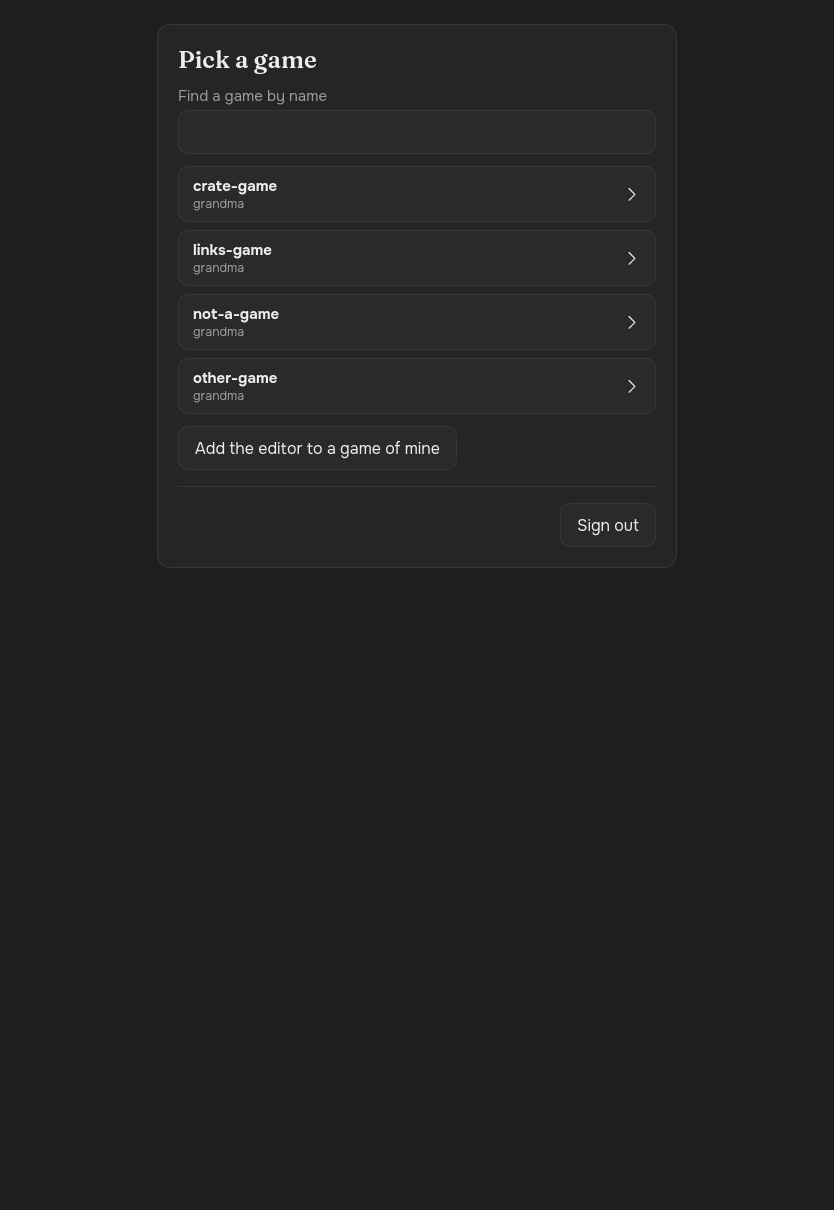 Pick a game
Find a game by name
crate-game
grandma
links-game
grandma
not-a-game
grandma
other-game
grandma
Add the editor to a game of mine
Sign out